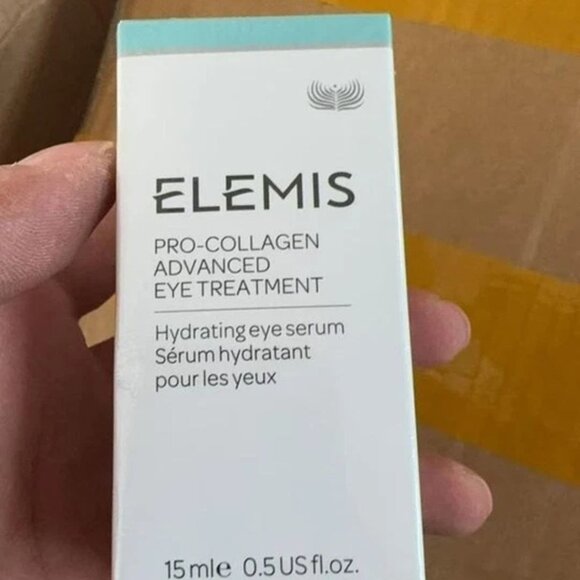 ELEMIS
PRO-COLLAGEN
ADVANCED
EYE TREATMENT
Hydrating eye serum
Sérum hydratant
pour les yeux
15 ml℮ 0.5 US fl.oz.